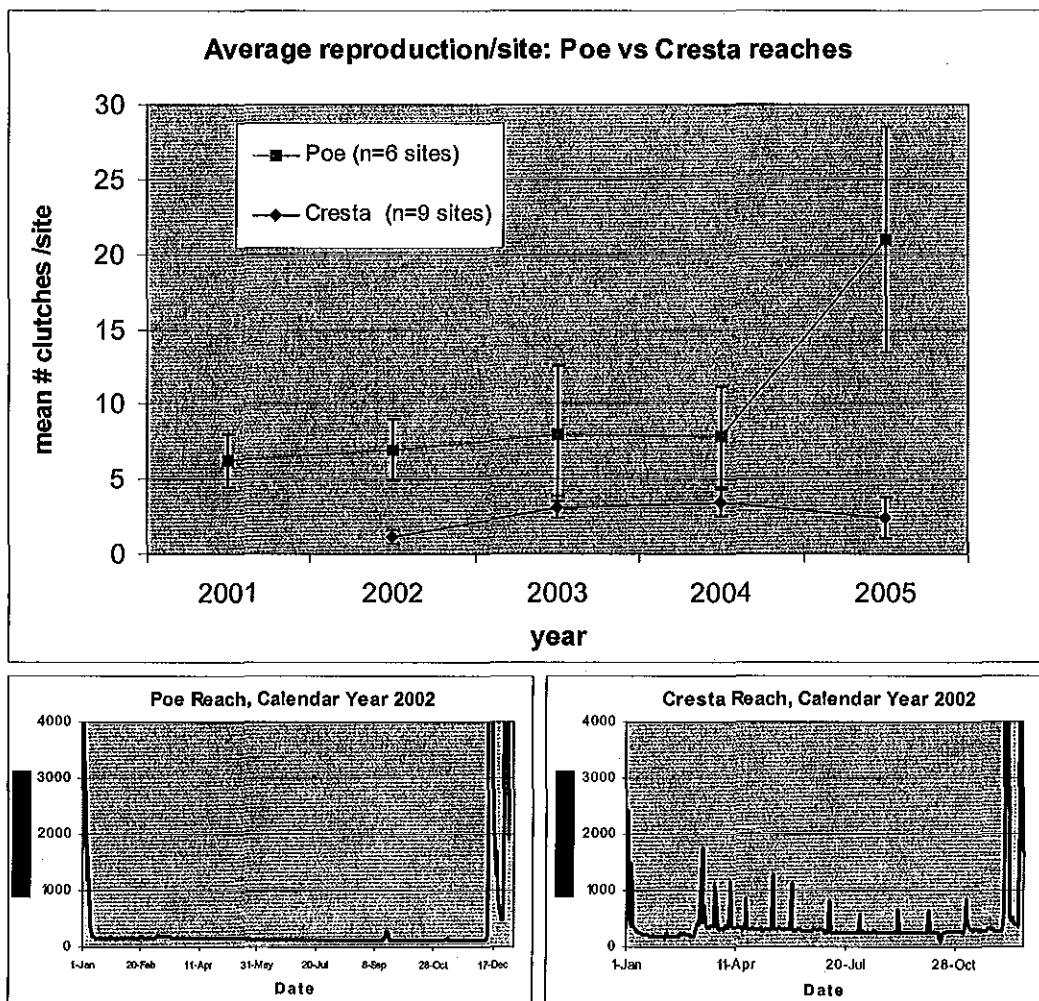 Average reproduction/site: Poe vs Cresta reaches
30
25
20
15
10
5
0
mean # clutches /site
Poe (n=6 sites)
Cresta (n=9 sites)
2001 2002 2003 2004 2005
year
Poe Reach, Calendar Year 2002
4000
3000
2000
1000
0
1-Jan 20-Feb 11-Apr 31-May 20-Jul 8-Sep 28-Oct 17-Dec
Date
Cresta Reach, Calendar Year 2002
4000
3000
2000
1000
0
1-Jan 11-Apr 20-Jul 28-Oct
Date